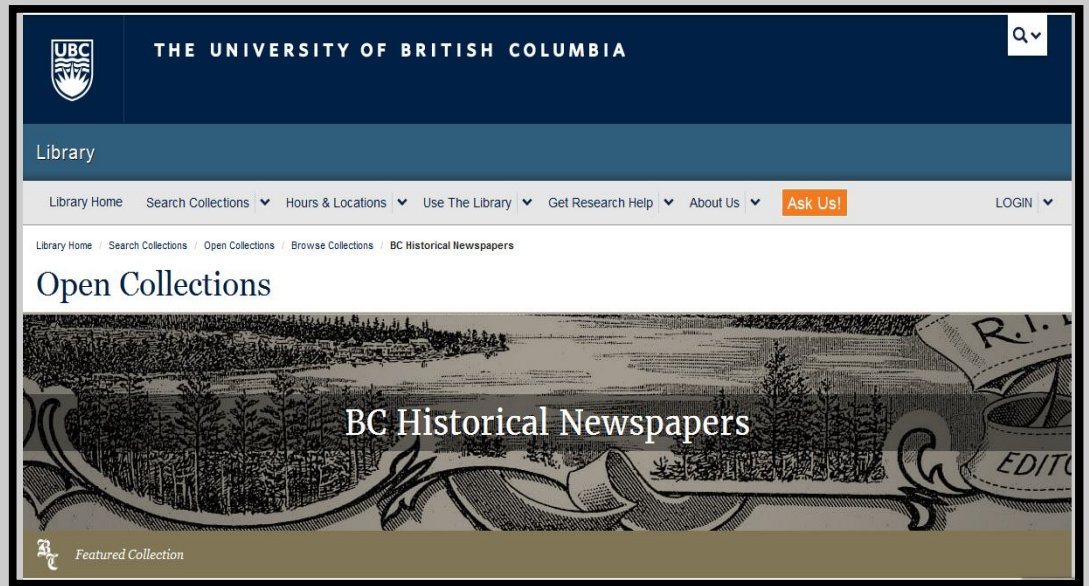 UBC
THE UNIVERSITY OF BRITISH COLUMBIA
Library
Library Home Search Collections Hours & Locations Use The Library Get Research Help About Us Ask Us! LOGIN
Library Home / Search Collections / Open Collections / Browse Collections / BC Historical Newspapers
Open Collections
R.I.
BC Historical Newspapers
EDITO
Featured Collection